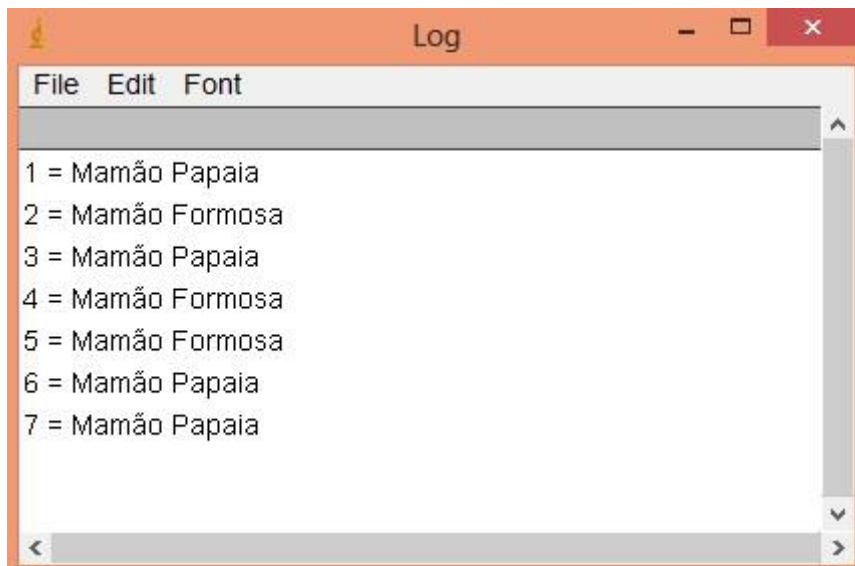 Log
File Edit Font
1 = Mamão Papaia
2 = Mamão Formosa
3 = Mamão Papaia
4 = Mamão Formosa
5 = Mamão Formosa
6 = Mamão Papaia
7 = Mamão Papaia